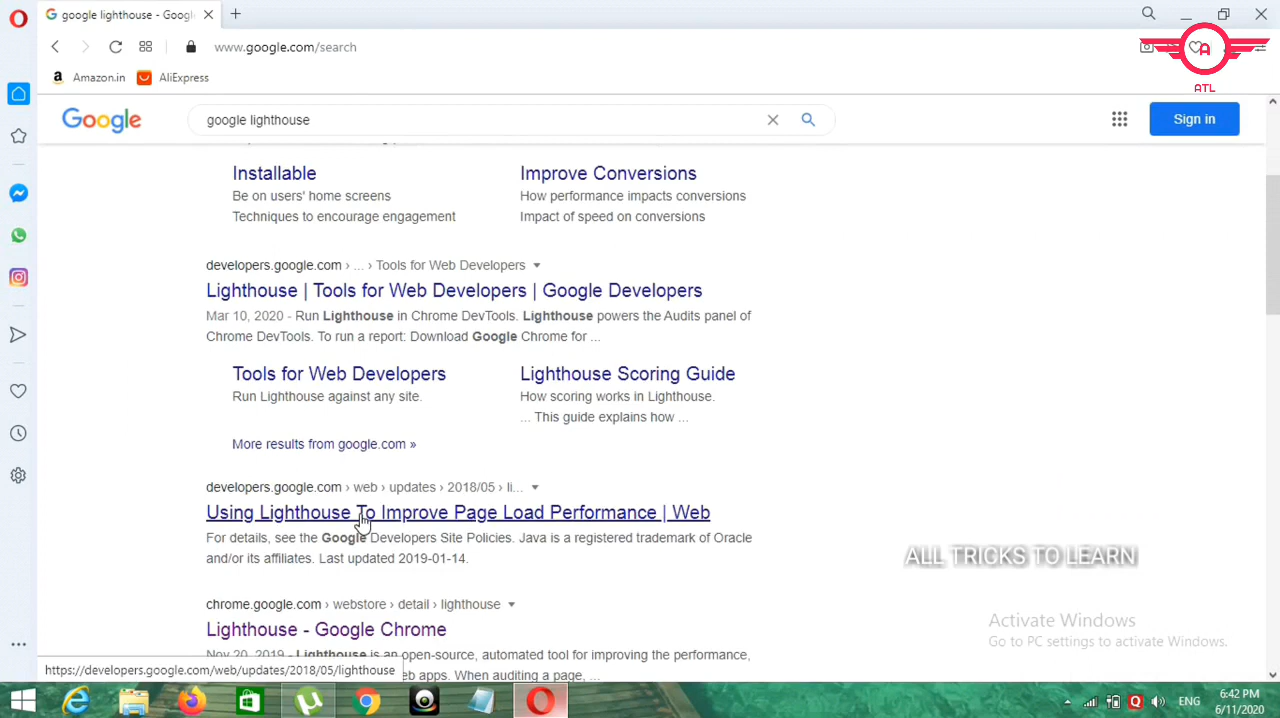 google lighthouse - Goog
www.google.com/search
A
ATL
a Amazon.in AliExpress
Google google lighthouse Sign in
Installable
Be on users' home screens
Techniques to encourage engagement
Improve Conversions
How performance impacts conversions
Impact of speed on conversions
developers.google.com › ... › Tools for Web Developers
Lighthouse | Tools for Web Developers | Google Developers
Mar 10, 2020 - Run Lighthouse in Chrome DevTools. Lighthouse powers the Audits panel of
Chrome DevTools. To run a report: Download Google Chrome for ...
Tools for Web Developers
Run Lighthouse against any site.
Lighthouse Scoring Guide
How scoring works in Lighthouse.
... This guide explains how ...
More results from google.com »
developers.google.com › web › updates › 2018/05 › li...
Using Lighthouse To Improve Page Load Performance | Web
For details, see the Google Developers Site Policies. Java is a registered trademark of Oracle
and/or its affiliates. Last updated 2019-01-14.
ALL TRICKS TO LEARN
chrome.google.com › webstore › detail › lighthouse
Lighthouse - Google Chrome
Nov 20, 2019 - Lighthouse is an open-source, automated tool for improving the performance,
eb apps. When auditing a page, ...
Activate Windows
Go to PC settings to activate Windows.
https://developers.google.com/web/updates/2018/05/lighthouse
ENG
6:42 PM
6/11/2020